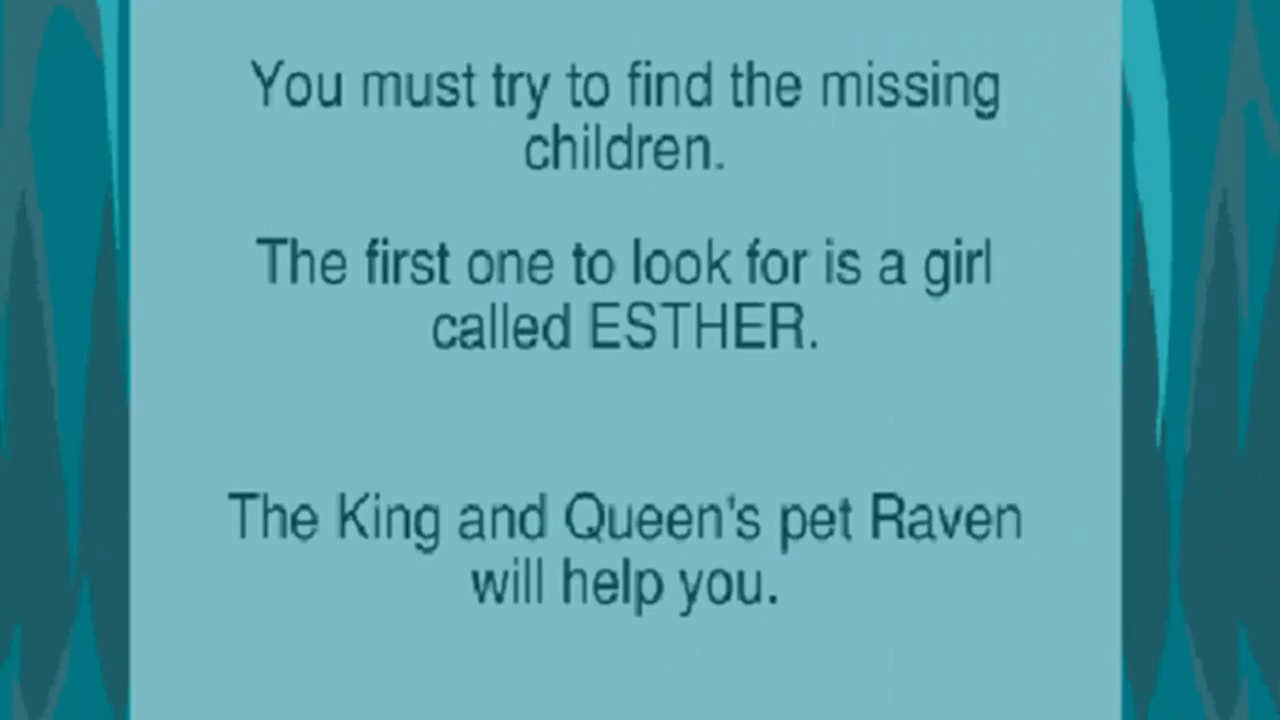 You must try to find the missing
children.
The first one to look for is a girl
called ESTHER.
The King and Queen's pet Raven
will help you.